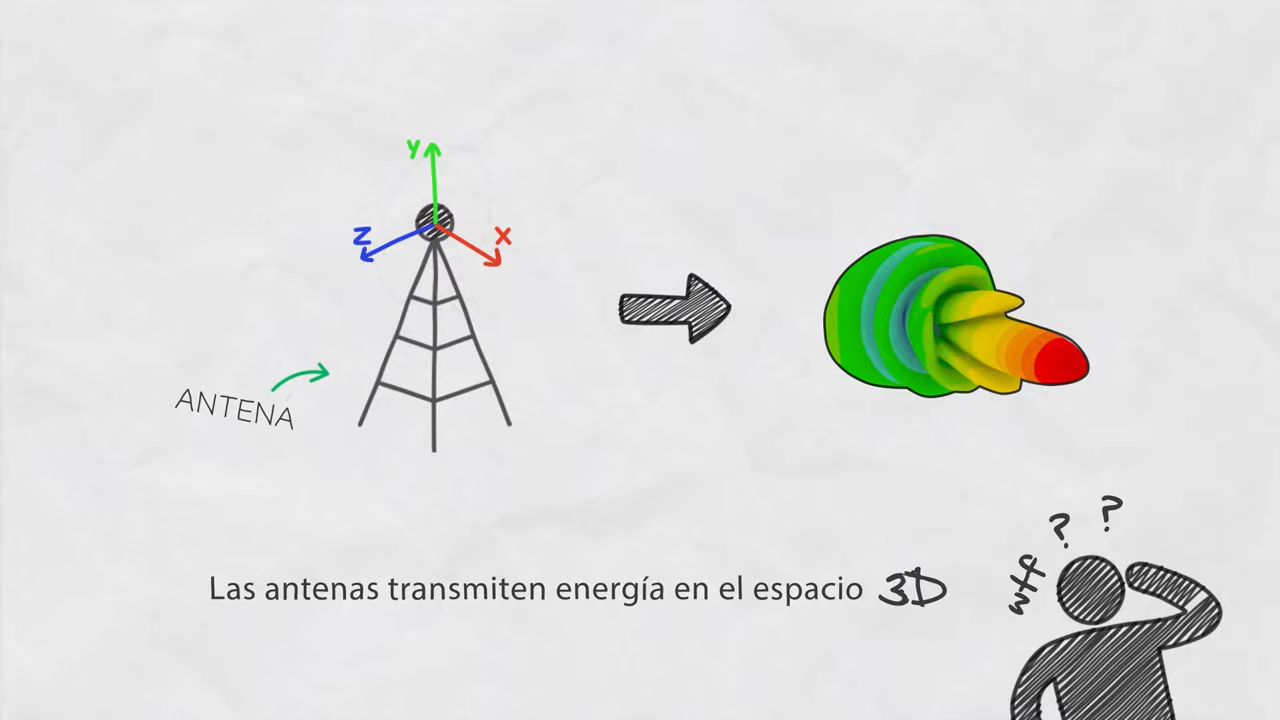 Y
Z
X
ANTENA
? ?
wtf
Las antenas transmiten energía en el espacio 3D